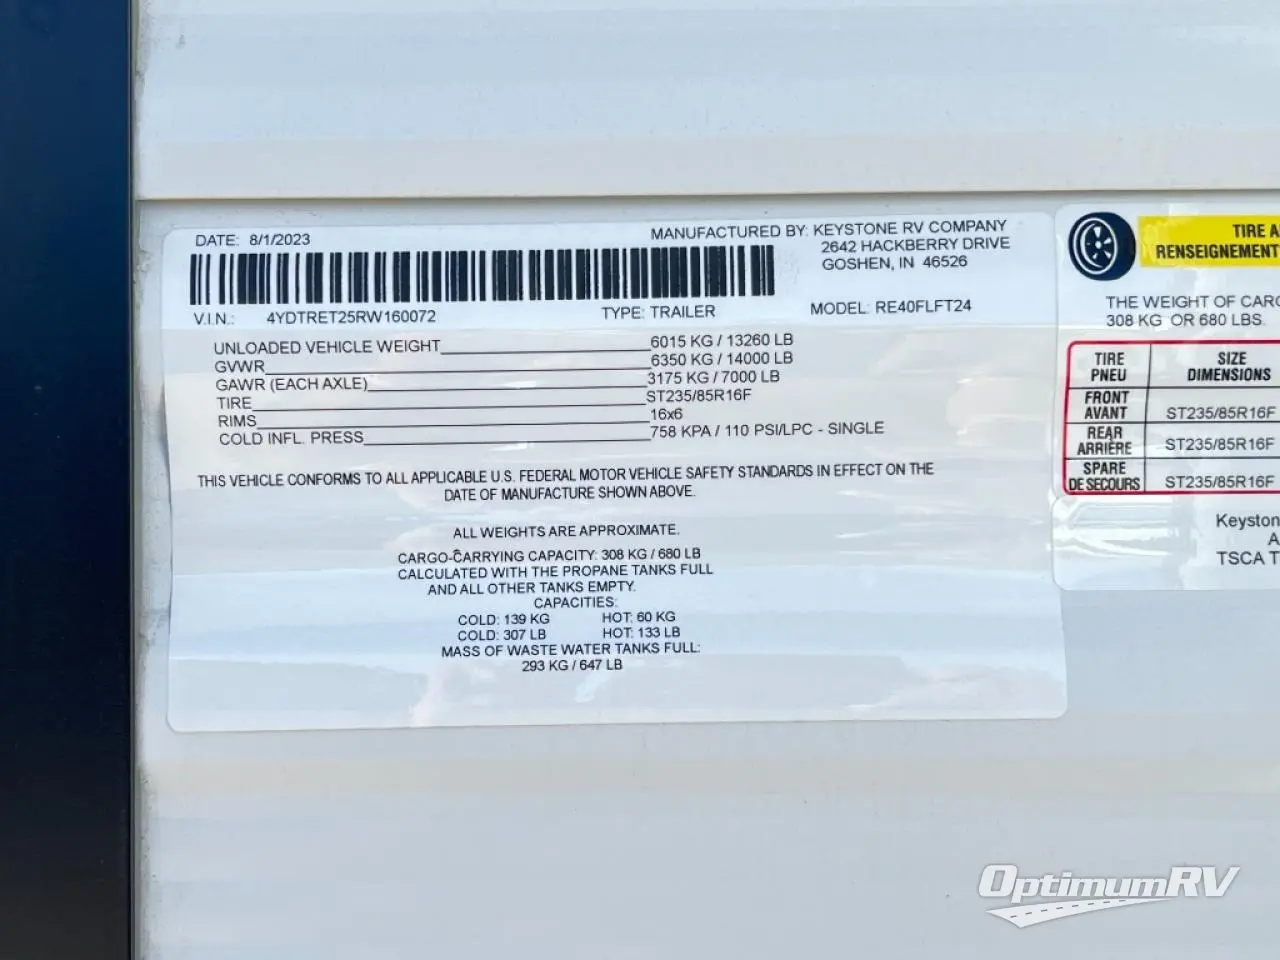 DATE: 8/1/2023
MANUFACTURED BY: KEYSTONE RV COMPANY
2642 HACKBERRY DRIVE
GOSHEN, IN 46526
V.I.N.: 4YDTRET25RW160072 TYPE: TRAILER MODEL: RE40FLFT24
UNLOADED VEHICLE WEIGHT 6015 KG / 13260 LB
GVWR 6350 KG / 14000 LB
GAWR (EACH AXLE) 3175 KG / 7000 LB
TIRE ST235/85R16F
RIMS 16x6
COLD INFL. PRESS 758 KPA / 110 PSI/LPC - SINGLE
THIS VEHICLE CONFORMS TO ALL APPLICABLE U.S. FEDERAL MOTOR VEHICLE SAFETY STANDARDS IN EFFECT ON THE
DATE OF MANUFACTURE SHOWN ABOVE.
ALL WEIGHTS ARE APPROXIMATE.
CARGO-CARRYING CAPACITY: 308 KG / 680 LB
CALCULATED WITH THE PROPANE TANKS FULL
AND ALL OTHER TANKS EMPTY.
CAPACITIES:
COLD: 139 KG HOT: 60 KG
COLD: 307 LB HOT: 133 LB
MASS OF WASTE WATER TANKS FULL:
293 KG / 647 LB
TIRE A
RENSEIGNEMENT
THE WEIGHT OF CARG
308 KG OR 680 LBS.
TIRE SIZE
PNEU DIMENSIONS
FRONT
AVANT ST235/85R16F
REAR
ARRIÈRE ST235/85R16F
SPARE
DE SECOURS ST235/85R16F
Keyston
A
TSCA T
OptimumRV